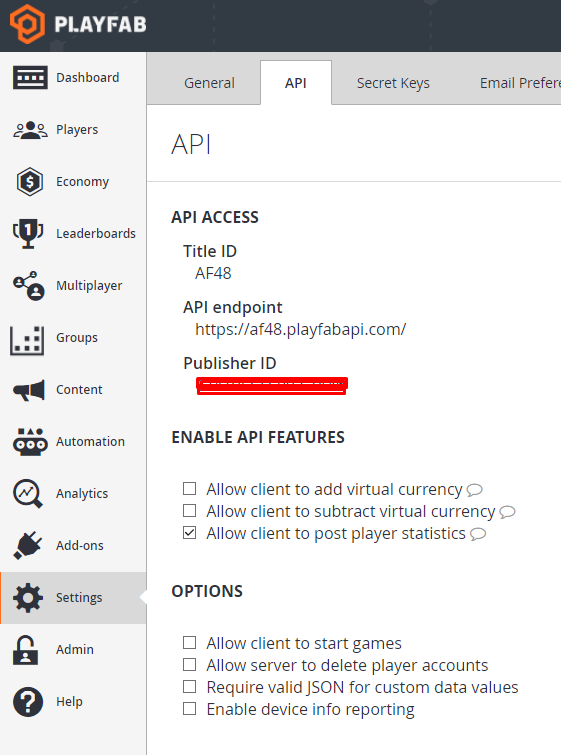 PLAYFAB
Dashboard
Players
Economy
Leaderboards
Multiplayer
Groups
Content
Automation
Analytics
Add-ons
Settings
Admin
Help
General
API
Secret Keys
Email Prefere
API
API ACCESS
Title ID
AF48
API endpoint
https://af48.playfabapi.com/
Publisher ID
ENABLE API FEATURES
Allow client to add virtual currency
Allow client to subtract virtual currency
Allow client to post player statistics
OPTIONS
Allow client to start games
Allow server to delete player accounts
Require valid JSON for custom data values
Enable device info reporting